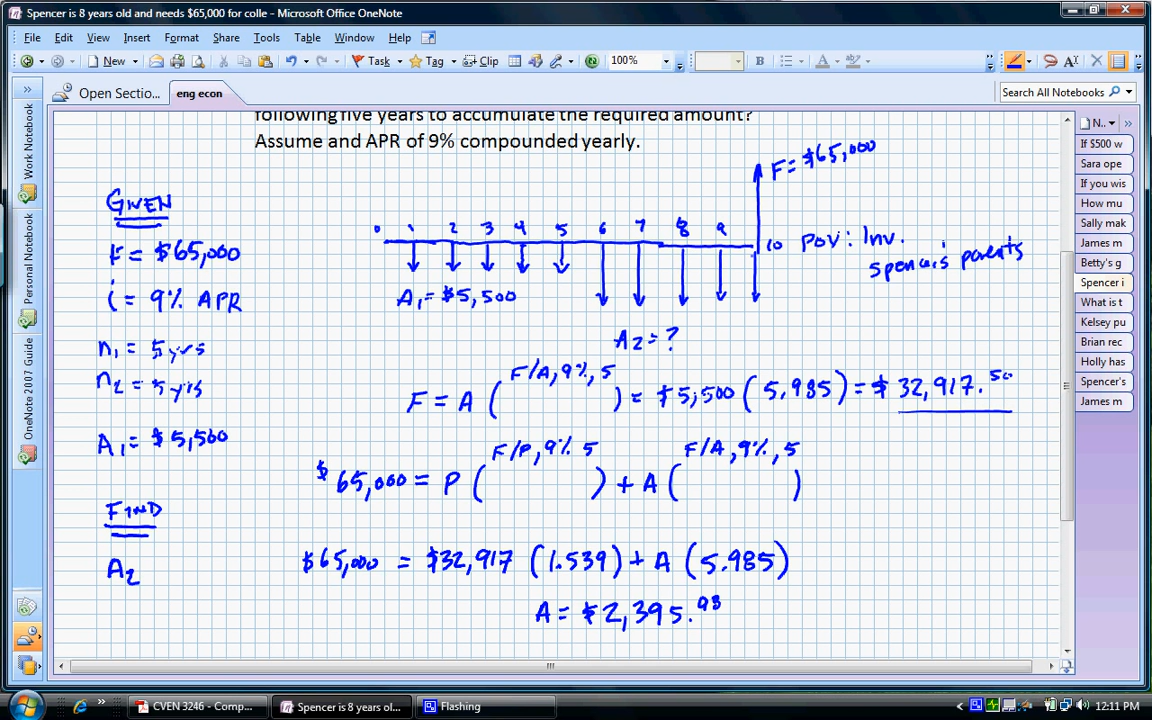 Spencer is 8 years old and needs $65,000 for colle - Microsoft Office OneNote
File Edit View Insert Format Share Tools Table Window Help
New Task Tag Clip 100% B A ab A
Open Sectio... eng econ Search All Notebooks
following five years to accumulate the required amount?
Assume and APR of 9% compounded yearly.
F = $65,000
GIVEN
0 1 2 3 4 5 6 7 8 9 10
POV: Inv.
Spencer's parents
F = $65,000
i = 9% APR
A1 = $5,500
n1 = 5 yrs
A2 = ?
n2 = 5 yrs
F/A, 9%, 5
F = A ( ) = $5,500 (5.985) = $32,917.50
A1 = $5,500
F/P, 9% 5 F/A, 9%, 5
$65,000 = P ( ) + A ( )
FIND
A2
$65,000 = $32,917 (1.539) + A (5.985)
A = $2,395.93
Work Notebook
Personal Notebook
OneNote 2007 Guide
N..
If $500 w
Sara ope
If you wis
How mu
Sally mak
James m
Betty's g
Spencer i
What is t
Kelsey pu
Brian rec
Holly has
Spencer's
James m
CVEN 3246 - Comp... Spencer is 8 years ol... Flashing 12:11 PM